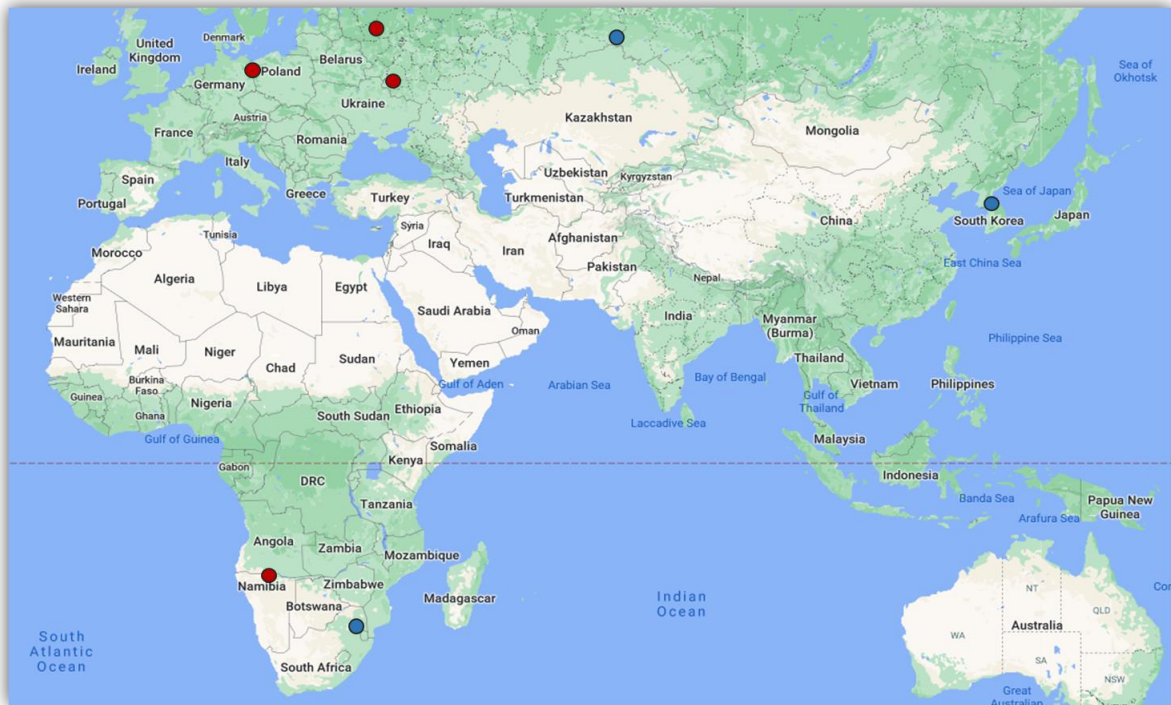 United
Kingdom
Denmark
Ireland
Belarus
Poland
Germany
Ukraine
Austria
France
Romania
Italy
Spain
Portugal
Greece
Turkey
Kazakhstan
Mongolia
Uzbekistan
Kyrgyzstan
Turkmenistan
Sea of
Okhotsk
Sea of Japan
South Korea
Japan
China
East China Sea
Syria
Iraq
Iran
Afghanistan
Pakistan
Nepal
Tunisia
Morocco
Algeria
Libya
Egypt
Western
Sahara
Saudi Arabia
Oman
India
Myanmar
(Burma)
Mauritania
Mali
Niger
Chad
Sudan
Yemen
Gulf of Aden
Arabian Sea
Bay of Bengal
Thailand
Philippine Sea
Burkina
Faso
Guinea
Ghana
Nigeria
South Sudan
Ethiopia
Vietnam
Philippines
Gulf of
Thailand
Laccadive Sea
Gulf of Guinea
Somalia
Malaysia
Gabon
Kenya
DRC
Indonesia
Tanzania
Banda Sea
Papua New
Guinea
Arafura Sea
Angola
Zambia
Mozambique
Namibia
Zimbabwe
Botswana
Madagascar
Indian
Ocean
NT
QLD
Cor
Australia
WA
SA
NSW
South
Atlantic
Ocean
South Africa
Great
Australian